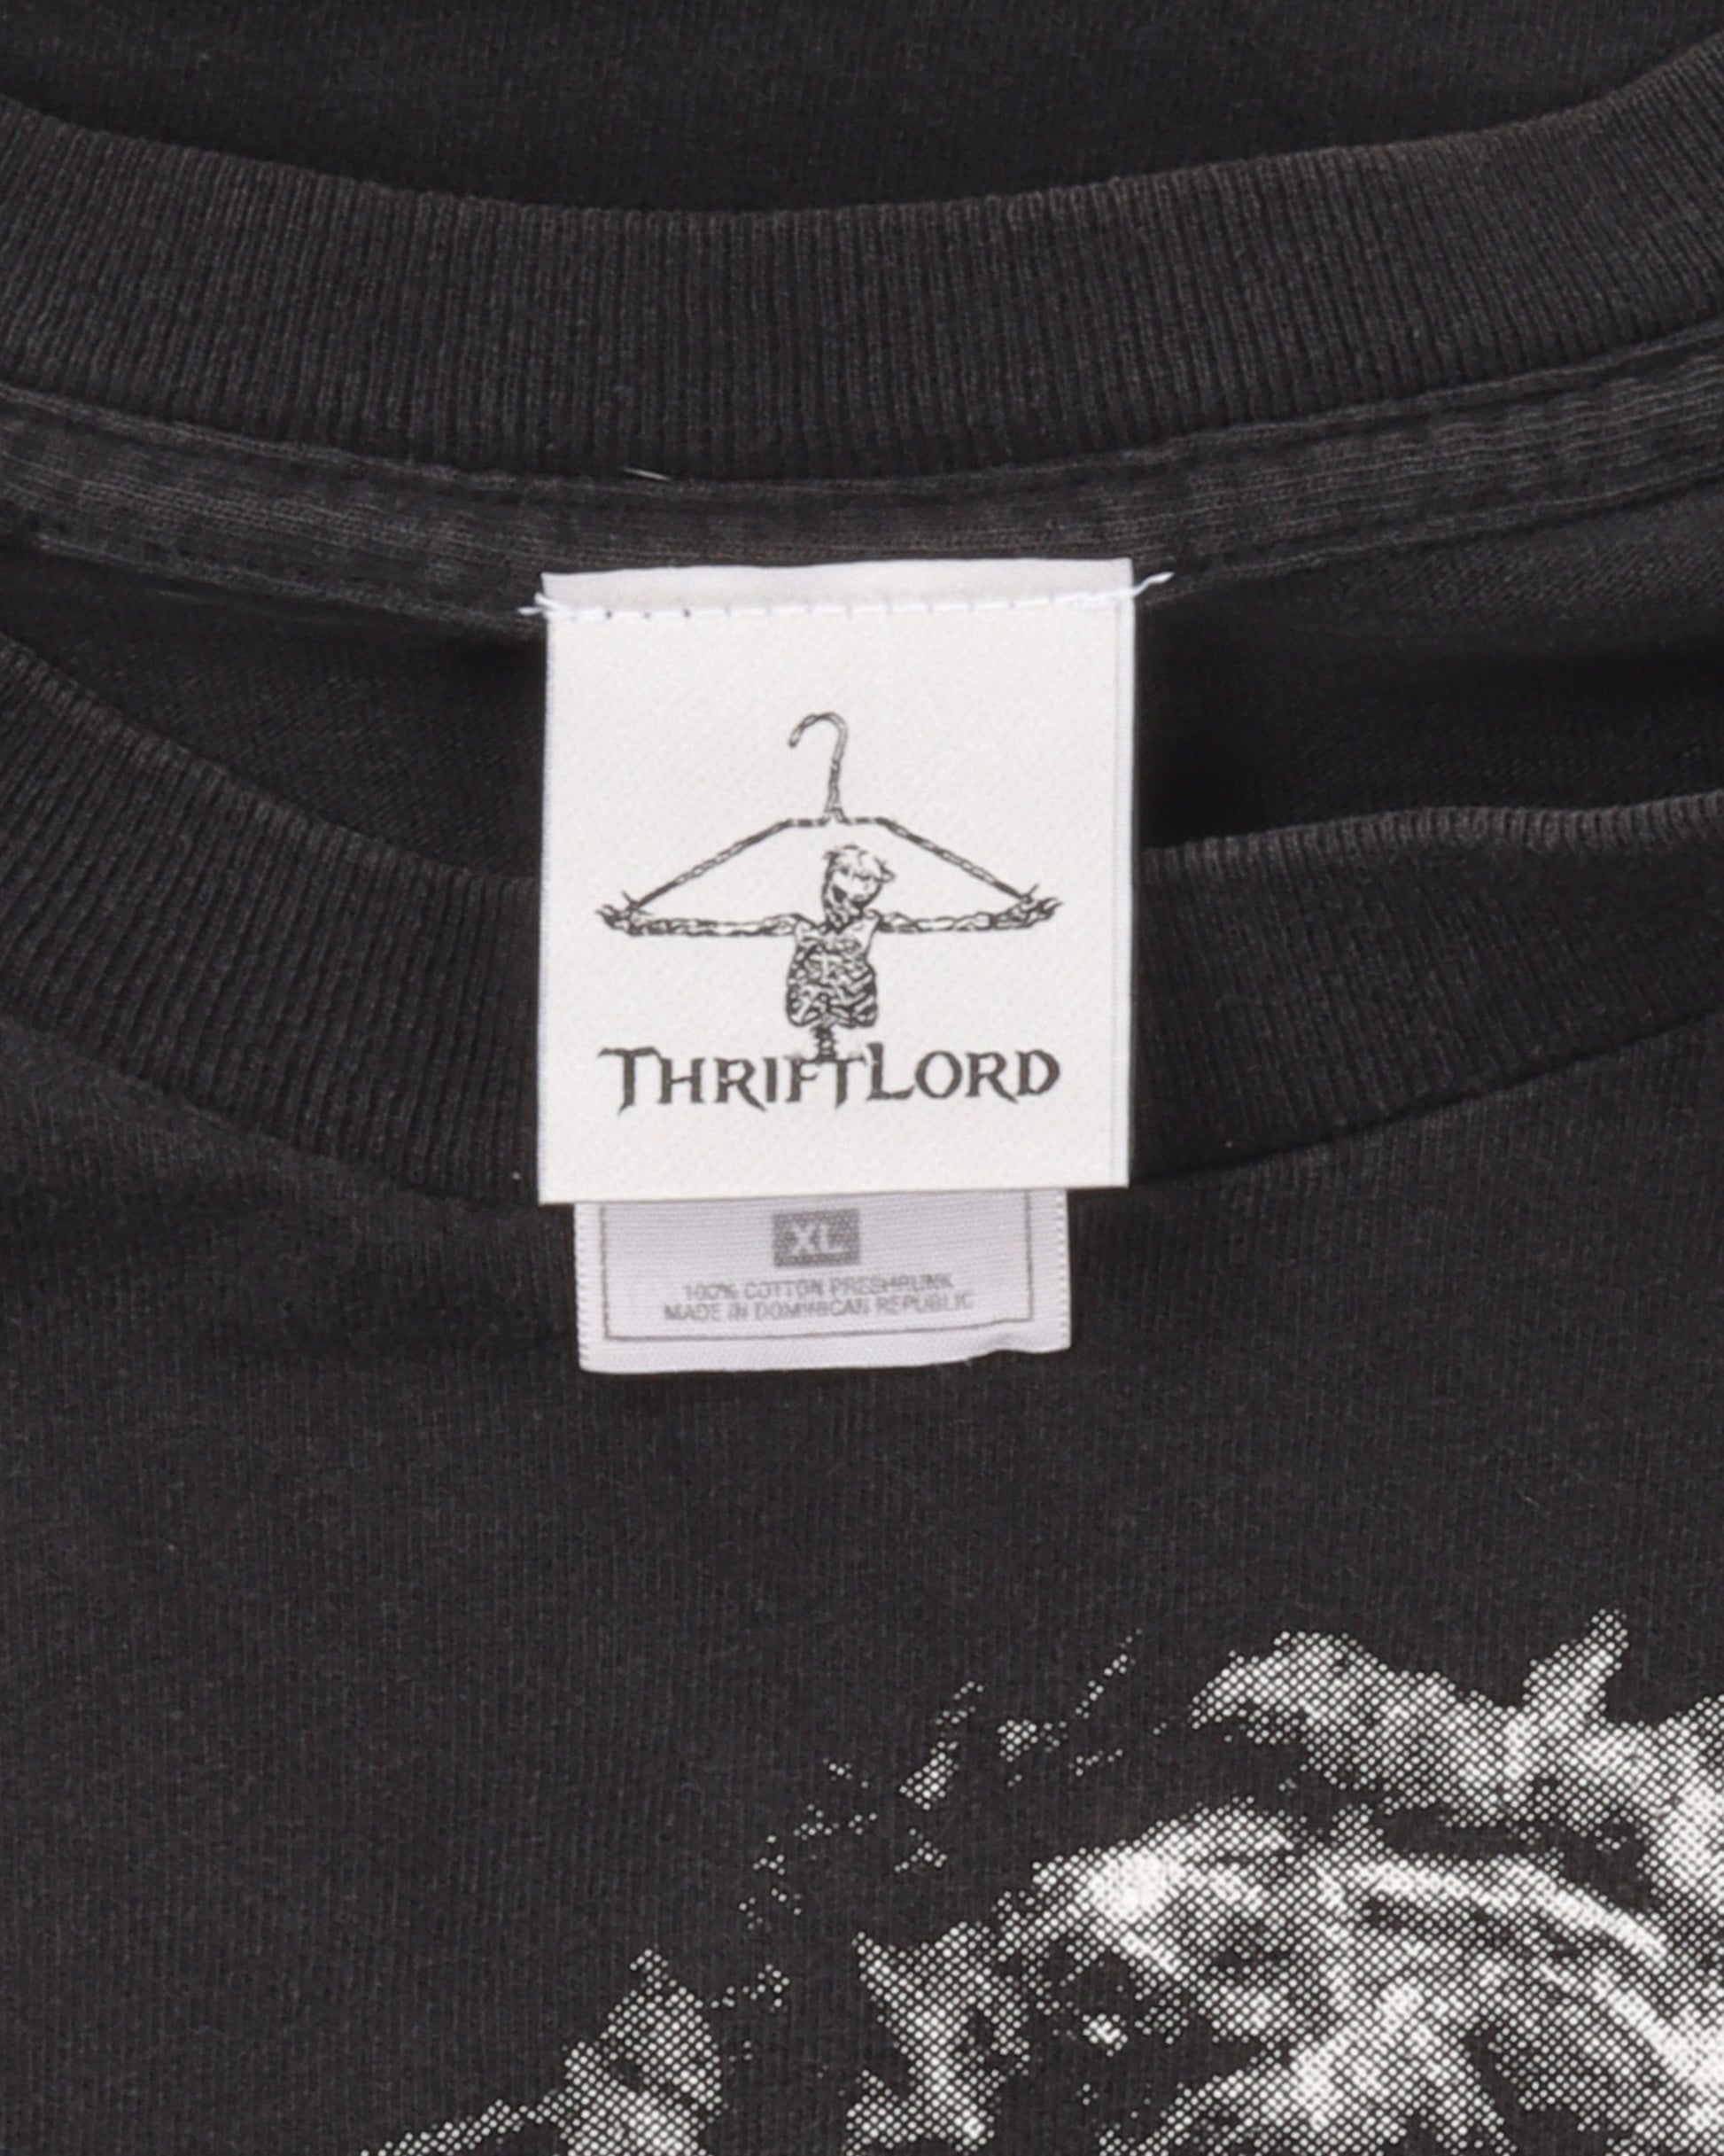 THRIFTLORD
XL
100% COTTON PRESHRUNK
MADE IN DOMINICAN REPUBLIC